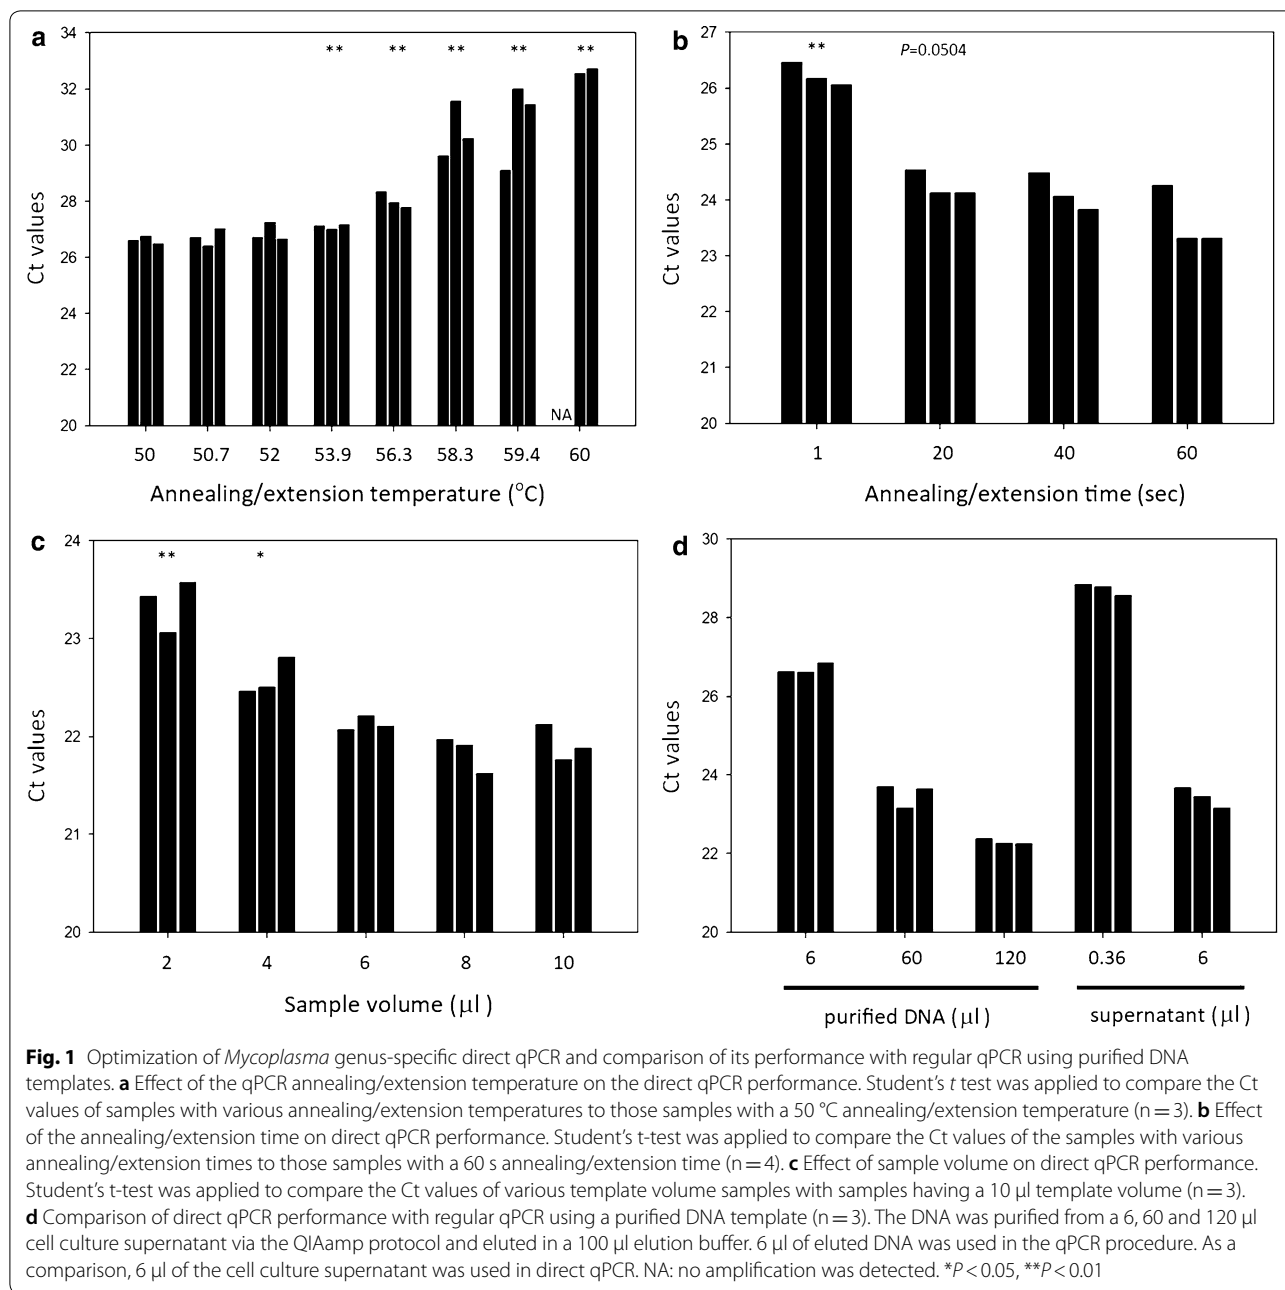 a
34
32
30
28
26
24
22
20
Ct values
** ** ** ** **
NA
50 50.7 52 53.9 56.3 58.3 59.4 60
Annealing/extension temperature (°C)
b
27
26
25
24
23
22
21
20
Ct values
**
P=0.0504
1 20 40 60
Annealing/extension time (sec)
c
24
23
22
21
20
Ct values
** *
2 4 6 8 10
Sample volume (μl )
d
30
28
26
24
22
20
Ct values
6 60 120 0.36 6
purified DNA (μl ) supernatant (μl )
Fig. 1 Optimization of Mycoplasma genus-specific direct qPCR and comparison of its performance with regular qPCR using purified DNA
templates. a Effect of the qPCR annealing/extension temperature on the direct qPCR performance. Student’s t test was applied to compare the Ct
values of samples with various annealing/extension temperatures to those samples with a 50 °C annealing/extension temperature (n = 3). b Effect
of the annealing/extension time on direct qPCR performance. Student’s t-test was applied to compare the Ct values of the samples with various
annealing/extension times to those samples with a 60 s annealing/extension time (n = 4). c Effect of sample volume on direct qPCR performance.
Student’s t-test was applied to compare the Ct values of various template volume samples with samples having a 10 μl template volume (n = 3).
d Comparison of direct qPCR performance with regular qPCR using a purified DNA template (n = 3). The DNA was purified from a 6, 60 and 120 μl
cell culture supernatant via the QIAamp protocol and eluted in a 100 μl elution buffer. 6 μl of eluted DNA was used in the qPCR procedure. As a
comparison, 6 μl of the cell culture supernatant was used in direct qPCR. NA: no amplification was detected. *P < 0.05, **P < 0.01